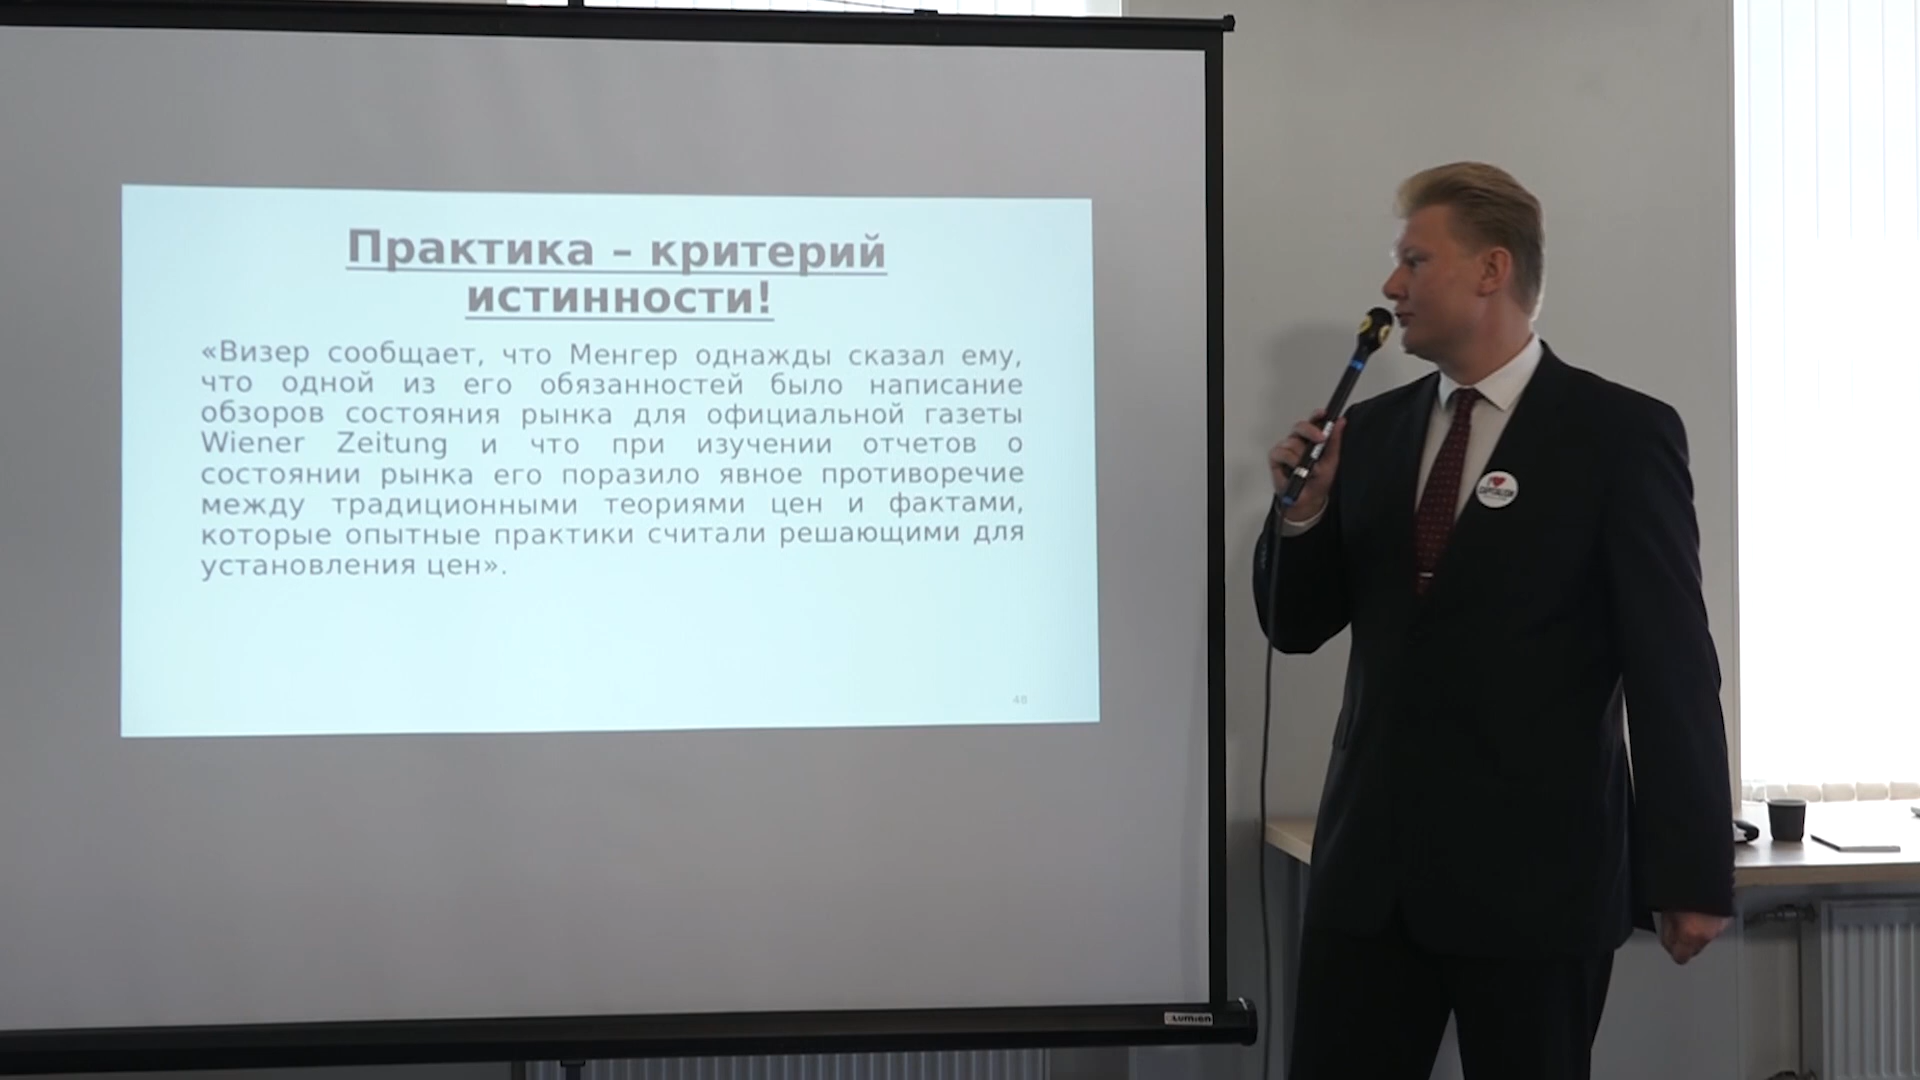 Практика – критерий
истинности!
«Визер сообщает, что Менгер однажды сказал ему,
что одной из его обязанностей было написание
обзоров состояния рынка для официальной газеты
Wiener Zeitung и что при изучении отчетов о
состоянии рынка его поразило явное противоречие
между традиционными теориями цен и фактами,
которые опытные практики считали решающими для
установления цен».
48
I
CAPITALISM
Lumien